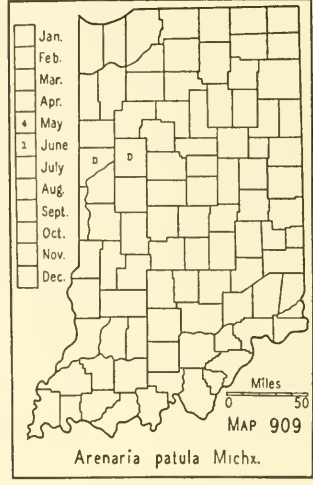 Jan.
Feb.
Mar.
Apr.
4 May
1 June
July
Aug.
Sept.
Oct.
Nov.
Dec.
D D
Miles
0 50
MAP 909
Arenaria patula Michx.